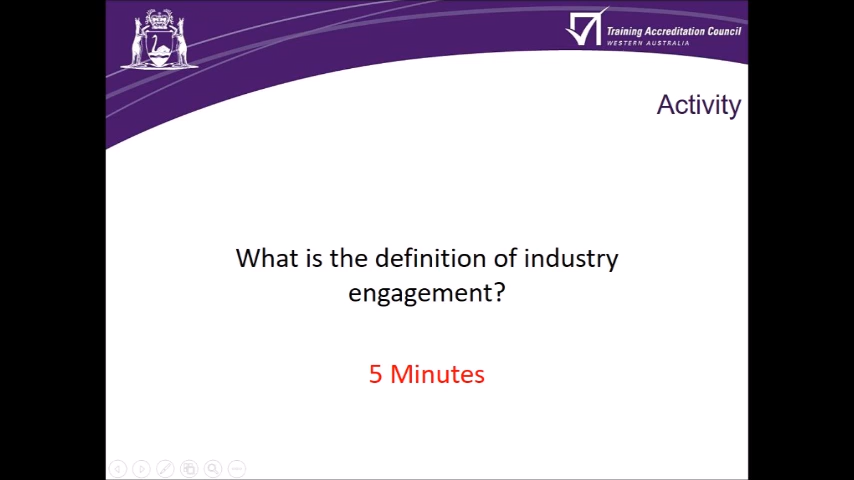 Training Accreditation Council
WESTERN AUSTRALIA
Activity
What is the definition of industry
engagement?
5 Minutes